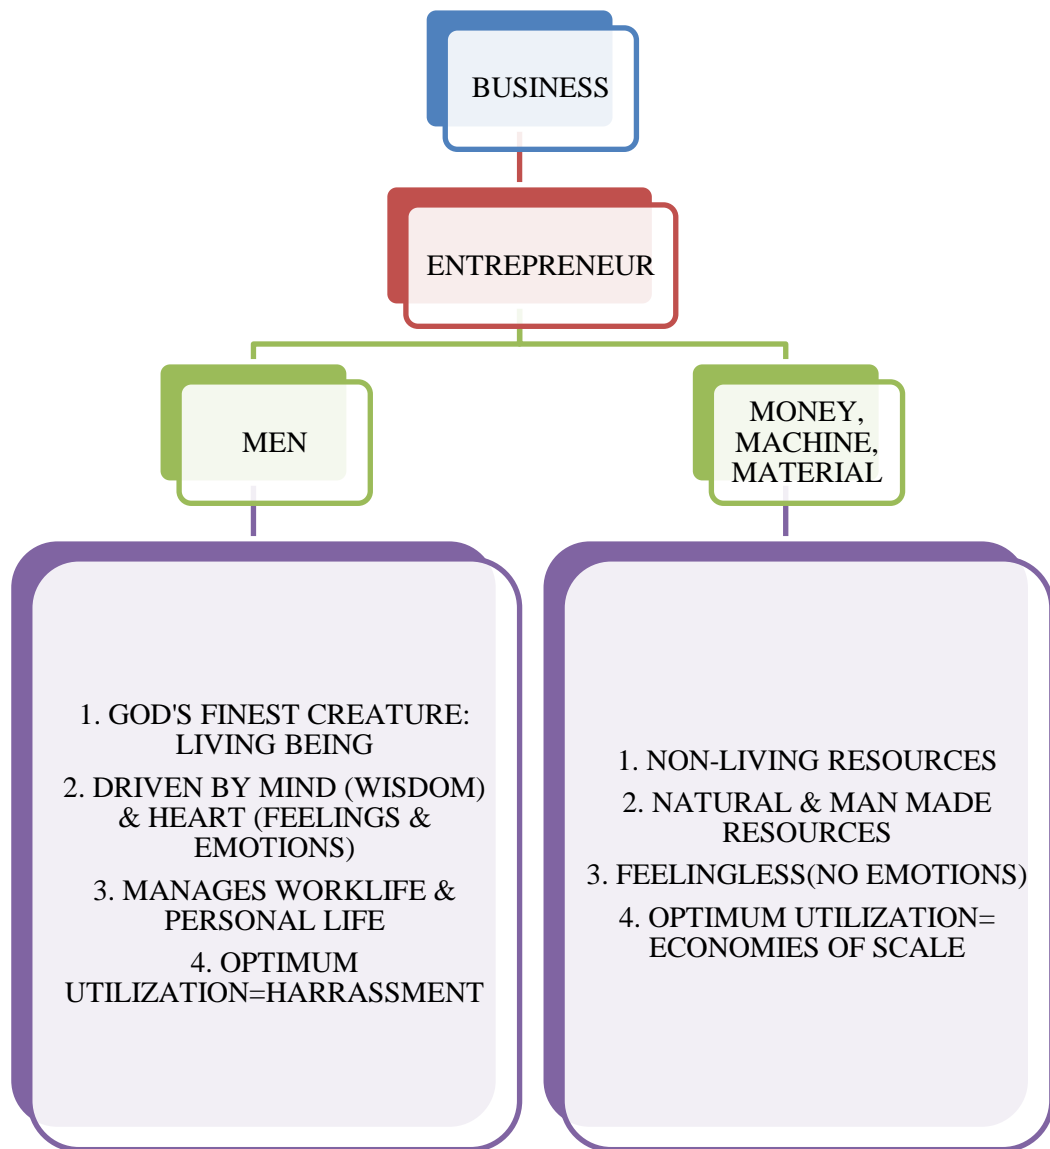 BUSINESS
ENTREPRENEUR
MEN
MONEY,
MACHINE,
MATERIAL
1. GOD'S FINEST CREATURE:
LIVING BEING
2. DRIVEN BY MIND (WISDOM)
& HEART (FEELINGS &
EMOTIONS)
3. MANAGES WORKLIFE &
PERSONAL LIFE
4. OPTIMUM
UTILIZATION=HARRASSMENT
1. NON-LIVING RESOURCES
2. NATURAL & MAN MADE
RESOURCES
3. FEELINGLESS(NO EMOTIONS)
4. OPTIMUM UTILIZATION=
ECONOMIES OF SCALE